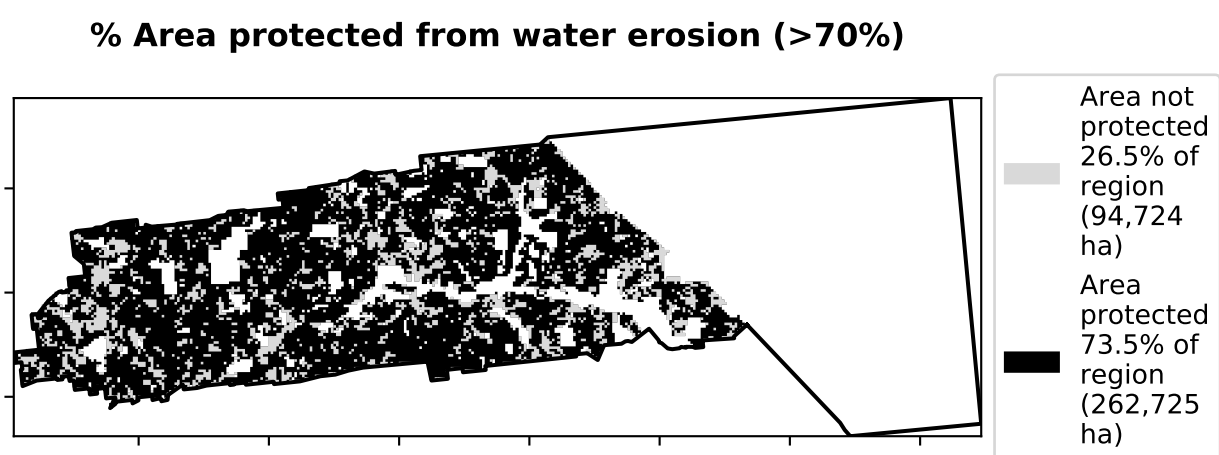 % Area protected from water erosion (>70%)
Area not
protected
26.5% of
region
(94,724
ha)
Area
protected
73.5% of
region
(262,725
ha)